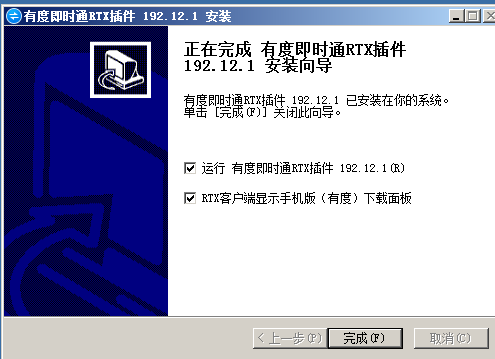 有度即时通RTX插件 192.12.1 安装
正在完成 有度即时通RTX插件
192.12.1 安装向导
有度即时通RTX插件 192.12.1 已安装在你的系统。
单击 [完成(F)] 关闭此向导。
运行 有度即时通RTX插件 192.12.1(R)
RTX客户端显示手机版（有度）下载面板
< 上一步(P) 完成(F) 取消(C)